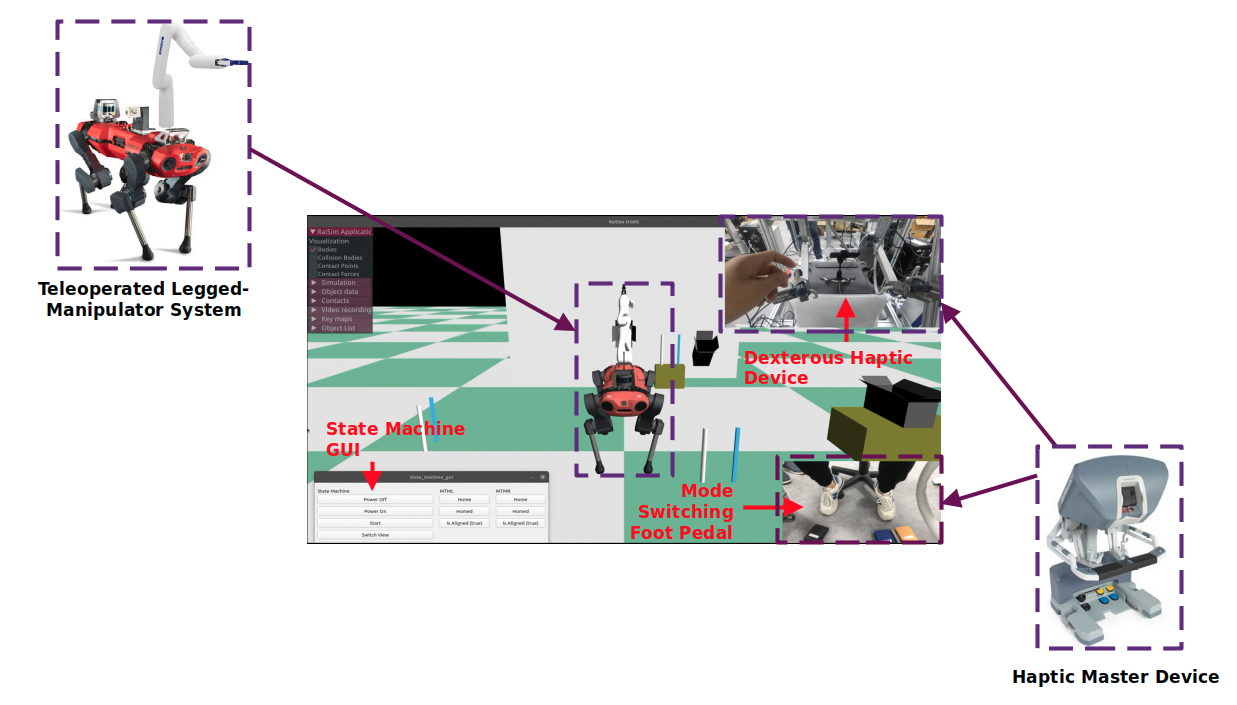 Teleoperated Legged-
Manipulator System
RaiSim OGRE
▼ RaiSim Applicatic
Visualization
Bodies
Collision Bodies
Contact Points
Contact Forces
▶ Simulation
▶ Object data
▶ Contacts
▶ Video recording
▶ Key maps
▶ Object List
Dexterous Haptic
Device
State Machine
GUI
state_machine_gui
State Machine MTML MTMR
Power Off Home Home
Power On Homed Homed
Start Is Aligned (true) Is Aligned (true)
Switch View
Mode
Switching
Foot Pedal
Haptic Master Device